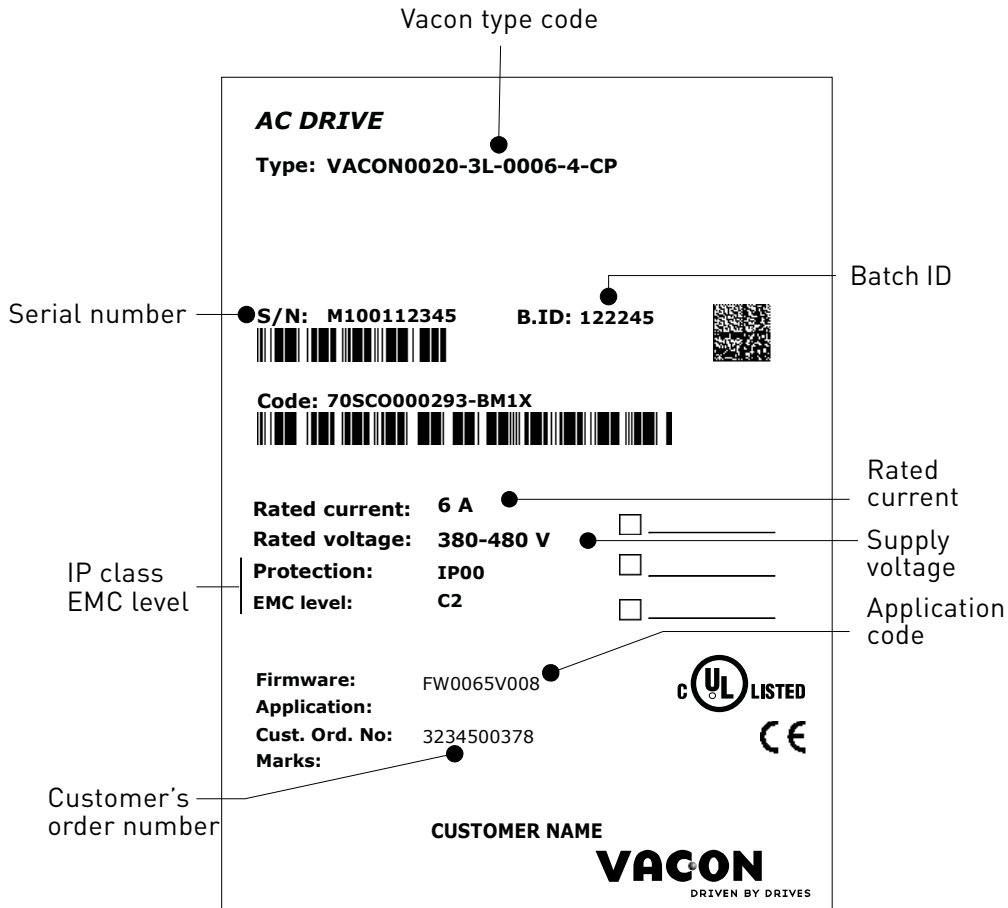 Vacon type code
AC DRIVE
Type: VACON0020-3L-0006-4-CP
Batch ID
Serial number
S/N: M100112345 B.ID: 122245
Code: 70SCO000293-BM1X
Rated
current
Rated current: 6 A
Rated voltage: 380-480 V
Supply
voltage
IP class
EMC level
Protection: IP00
EMC level: C2
Application
code
Firmware: FW0065V008
Application:
Cust. Ord. No: 3234500378
Marks:
C UL LISTED
CE
Customer's
order number
CUSTOMER NAME
VACON
DRIVEN BY DRIVES